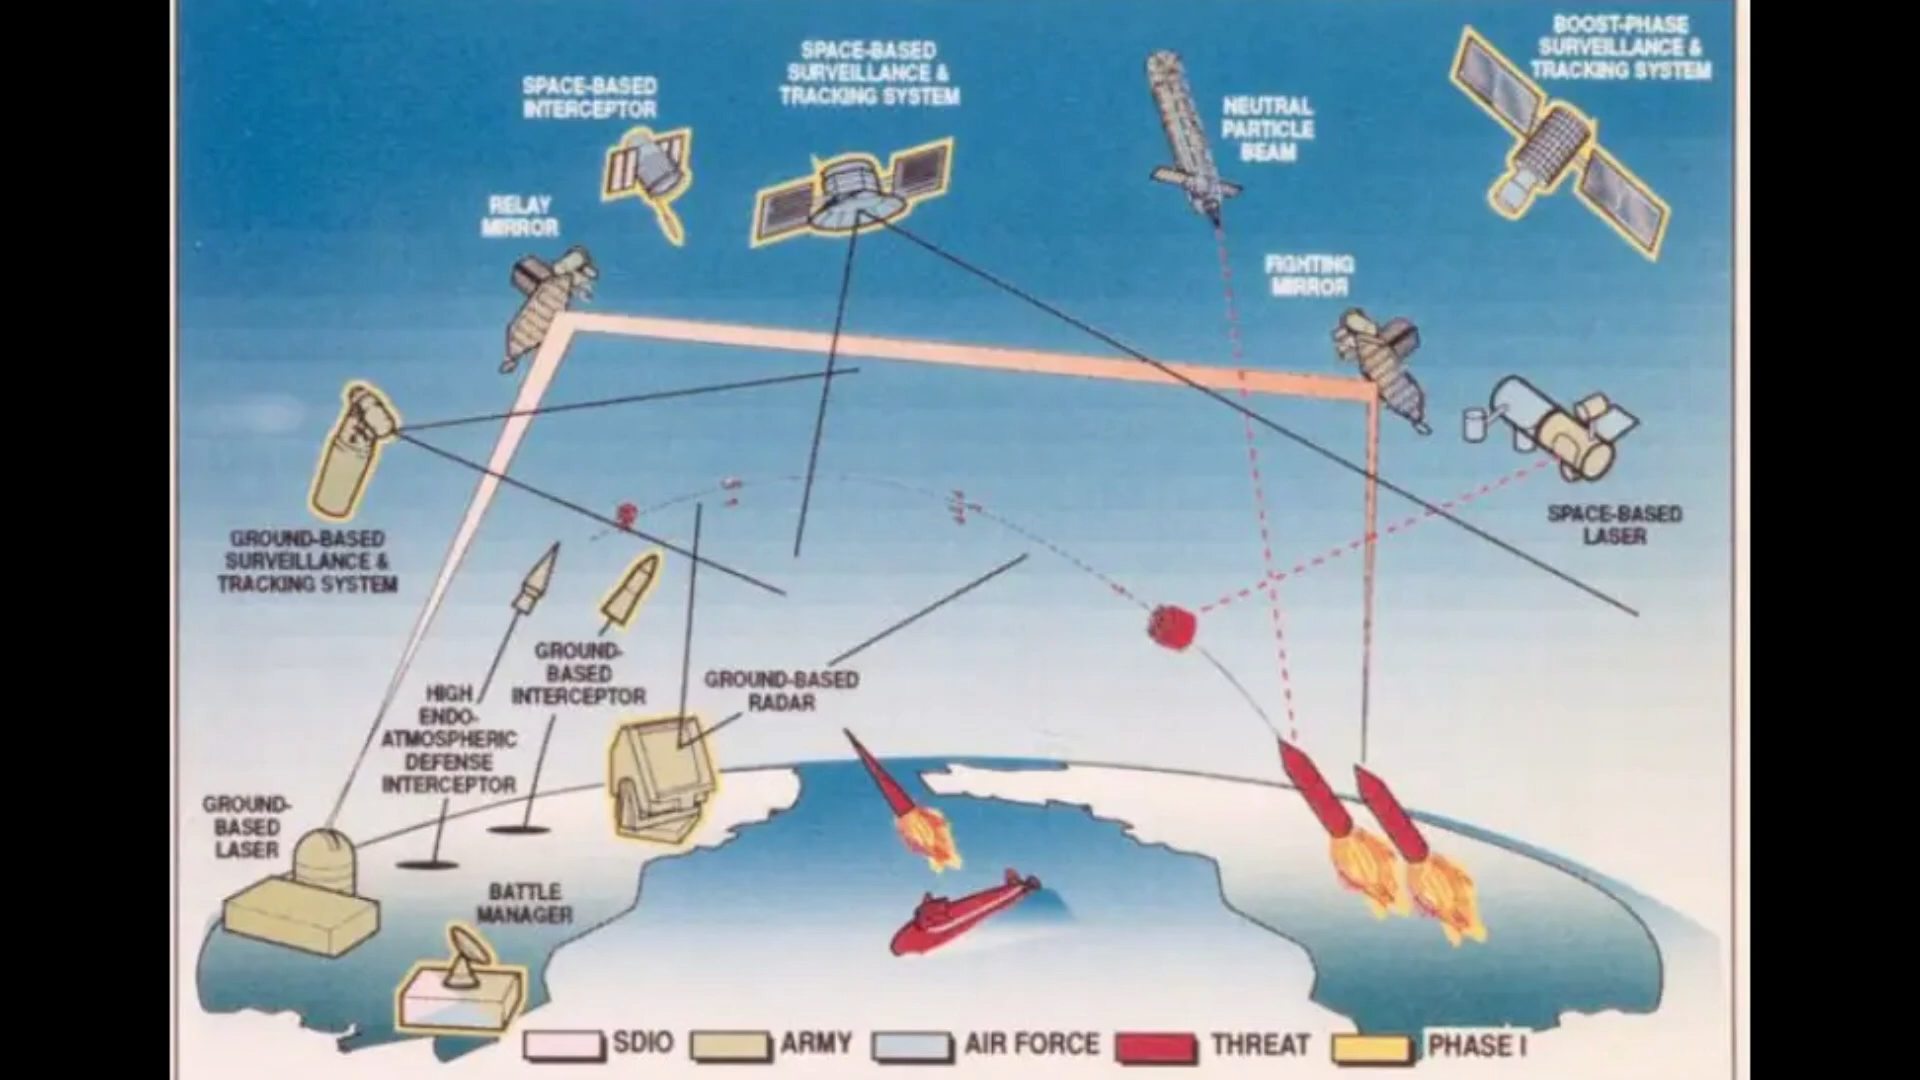 BOOST-PHASE
SURVEILLANCE &
TRACKING SYSTEM
SPACE-BASED
SURVEILLANCE &
TRACKING SYSTEM
SPACE-BASED
INTERCEPTOR
NEUTRAL
PARTICLE
BEAM
RELAY
MIRROR
FIGHTING
MIRROR
SPACE-BASED
LASER
GROUND-BASED
SURVEILLANCE &
TRACKING SYSTEM
GROUND-
BASED
INTERCEPTOR
GROUND-BASED
RADAR
HIGH
ENDO-
ATMOSPHERIC
DEFENSE
INTERCEPTOR
GROUND-
BASED
LASER
BATTLE
MANAGER
SDIO
ARMY
AIR FORCE
THREAT
PHASE I